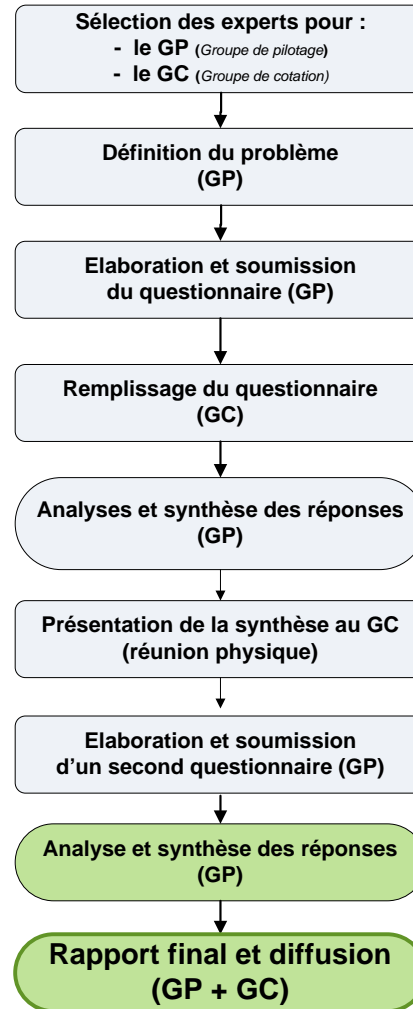 Sélection des experts pour :
- le GP (Groupe de pilotage)
- le GC (Groupe de cotation)
Définition du problème
(GP)
Elaboration et soumission
du questionnaire (GP)
Remplissage du questionnaire
(GC)
Analyses et synthèse des réponses
(GP)
Présentation de la synthèse au GC
(réunion physique)
Elaboration et soumission
d'un second questionnaire (GP)
Analyse et synthèse des réponses
(GP)
Rapport final et diffusion
(GP + GC)